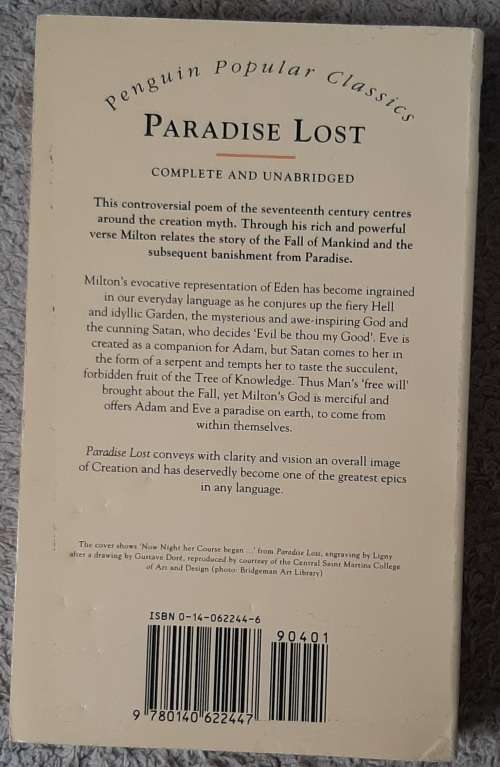 Penguin Popular Classics
PARADISE LOST
COMPLETE AND UNABRIDGED
This controversial poem of the seventeenth century centres
around the creation myth. Through his rich and powerful
verse Milton relates the story of the Fall of Mankind and the
subsequent banishment from Paradise.
Milton's evocative representation of Eden has become ingrained
in our everyday language as he conjures up the fiery Hell
and idyllic Garden, the mysterious and awe-inspiring God and
the cunning Satan, who decides 'Evil be thou my Good'. Eve is
created as a companion for Adam, but Satan comes to her in
the form of a serpent and tempts her to taste the succulent,
forbidden fruit of the Tree of Knowledge. Thus Man's 'free will'
brought about the Fall, yet Milton's God is merciful and
offers Adam and Eve a paradise on earth, to come from
within themselves.
Paradise Lost conveys with clarity and vision an overall image
of Creation and has deservedly become one of the greatest epics
in any language.
The cover shows 'Now Night her Course began ...' from Paradise Lost, engraving by Ligny
after a drawing by Gustave Doré, reproduced by courtesy of the Central Saint Martins College
of Art and Design (photo: Bridgeman Art Library)
ISBN 0-14-062244-6
90401
9 780140 622447